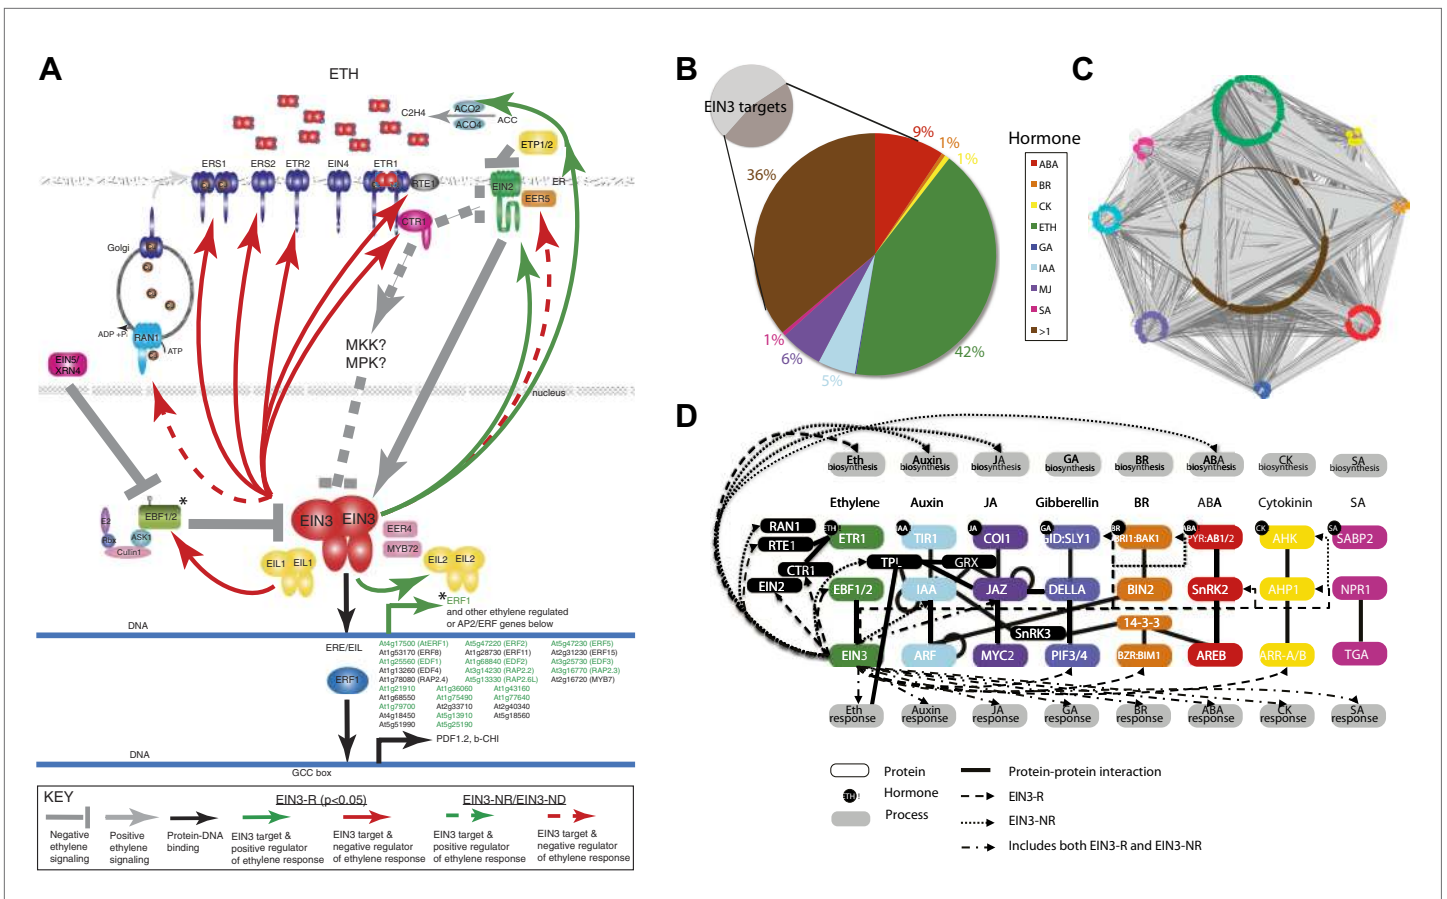 A
ETH
C2H4
ACO2
ACO4
ACC
ETP1/2
ERS1
ERS2
ETR2
EIN4
ETR1
RTE1
EIN2
ER
EER5
CTR1
Golgi
RAN1
ADP +Pi
ATP
EIN5/
XRN4
MKK?
MPK?
nucleus
EBF1/2
*
E2
Rbx
ASK1
Cullin1
EIN3
EIN3
EER4
MYB72
EIL1
EIL1
EIL2
EIL2
*
ERF1
and other ethylene regulated
or AP2/ERF genes below
DNA
ERE/EIL
ERF1
At4g17500 (AtERF1) At5g47220 (ERF2) At5g47230 (ERF5)
At1g53170 (ERF8) At1g28730 (ERF11) At2g31230 (ERF15)
At1g25560 (EDF1) At1g68840 (EDF2) At3g25730 (EDF3)
At1g13260 (EDF4) At3g14230 (RAP2.2) At3g16770 (RAP2.3)
At1g78080 (RAP2.4) At5g13330 (RAP2.6L) At2g16720 (MYB7)
At1g21910 At1g36060 At1g43160
At1g68550 At1g75490 At1g77640
At1g79700 At2g33710 At2g40340
At4g18450 At5g13910 At5g18560
At5g51990 At5g25190
PDF1.2, b-CHI
DNA
GCC box
KEY
EIN3-R (p<0.05)
EIN3-NR/EIN3-ND
Negative
ethylene
signaling
Positive
ethylene
signaling
Protein-DNA
binding
EIN3 target &
positive regulator
of ethylene response
EIN3 target &
negative regulator
of ethylene response
EIN3 target &
positive regulator
of ethylene response
EIN3 target &
negative regulator
of ethylene response
B
EIN3 targets
9%
1%
1%
36%
42%
1%
6%
5%
Hormone
ABA
BR
CK
ETH
GA
IAA
MJ
SA
>1
C
D
Eth
biosynthesis
Auxin
biosynthesis
JA
biosynthesis
GA
biosynthesis
BR
biosynthesis
ABA
biosynthesis
CK
biosynthesis
SA
biosynthesis
Ethylene Auxin JA Gibberellin BR ABA Cytokinin SA
RAN1
RTE1
CTR1
EIN2
ETH
ETR1
IAA
TIR1
JA
COI1
GA
GID:SLY1
BR
BRI1:BAK1
ABA
PYR:AB1/2
CK
AHK
SA
SABP2
TPL
GRX
EBF1/2 IAA JAZ DELLA BIN2 SnRK2 AHP1 NPR1
SnRK3
14-3-3
EIN3 ARF MYC2 PIF3/4 BZR:BIM1 AREB ARR-A/B TGA
Eth
response
Auxin
response
JA
response
GA
response
BR
response
ABA
response
CK
response
SA
response
Protein
ETH
Hormone
Process
Protein-protein interaction
EIN3-R
EIN3-NR
Includes both EIN3-R and EIN3-NR